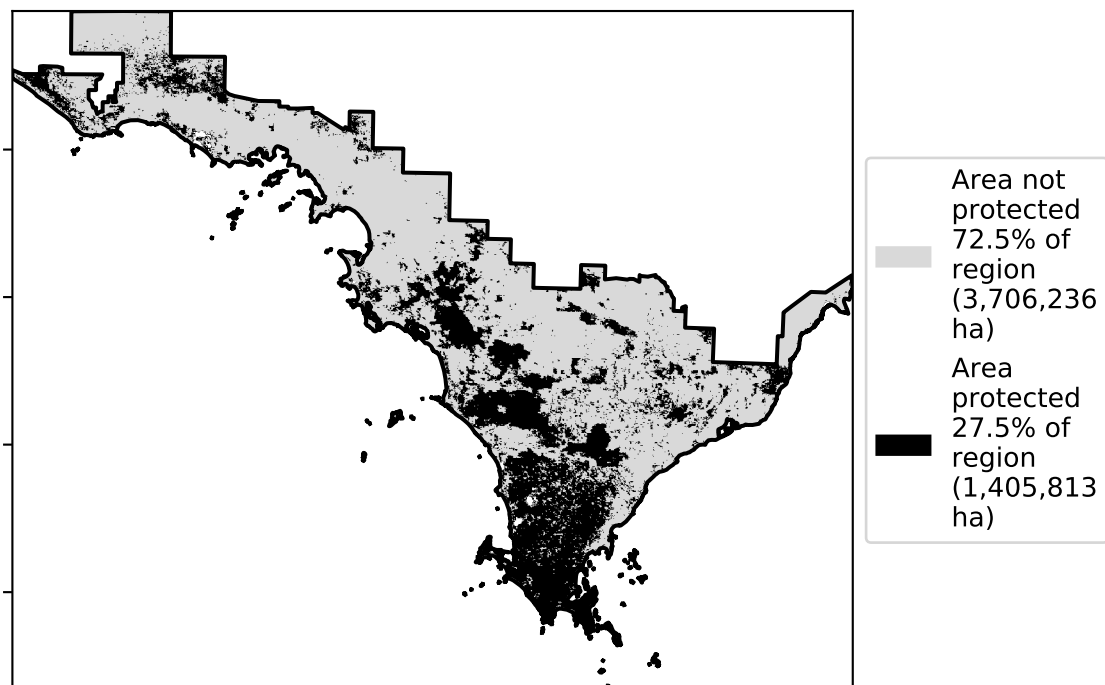 Area not
protected
72.5% of
region
(3,706,236
ha)
Area
protected
27.5% of
region
(1,405,813
ha)